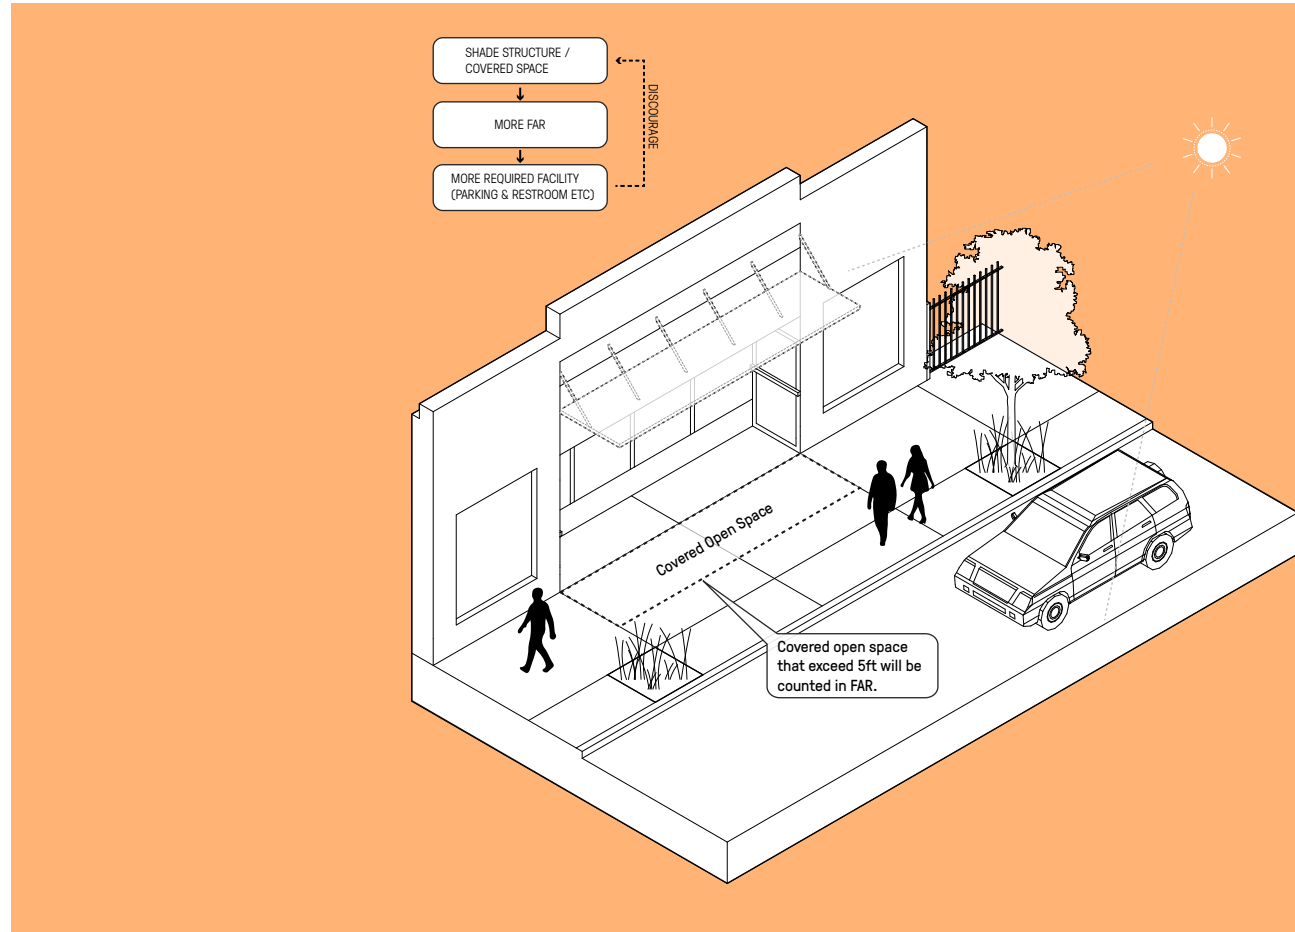 SHADE STRUCTURE /
COVERED SPACE
MORE FAR
MORE REQUIRED FACILITY
(PARKING & RESTROOM ETC)
DISCOURAGE
Covered Open Space
Covered open space
that exceed 5ft will be
counted in FAR.